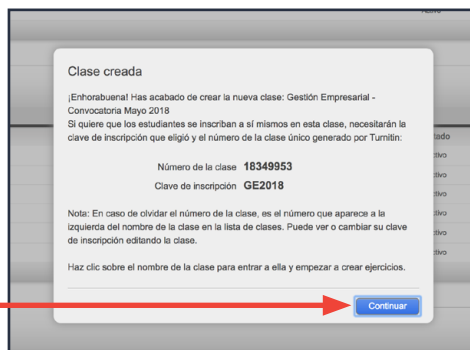 Clase creada
¡Enhorabuena! Has acabado de crear la nueva clase: Gestión Empresarial -
Convocatoria Mayo 2018
Si quiere que los estudiantes se inscriban a sí mismos en esta clase, necesitarán la
clave de inscripción que eligió y el número de la clase único generado por Turnitin:
Número de la clase 18349953
Clave de inscripción GE2018
Nota: En caso de olvidar el número de la clase, es el número que aparece a la
izquierda del nombre de la clase en la lista de clases. Puede ver o cambiar su clave
de inscripción editando la clase.
Haz clic sobre el nombre de la clase para entrar a ella y empezar a crear ejercicios.
Continuar